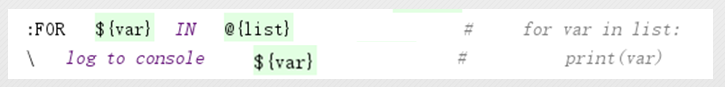 :FOR ${var} IN @{list} # for var in list:
\ log to console ${var} # print(var)